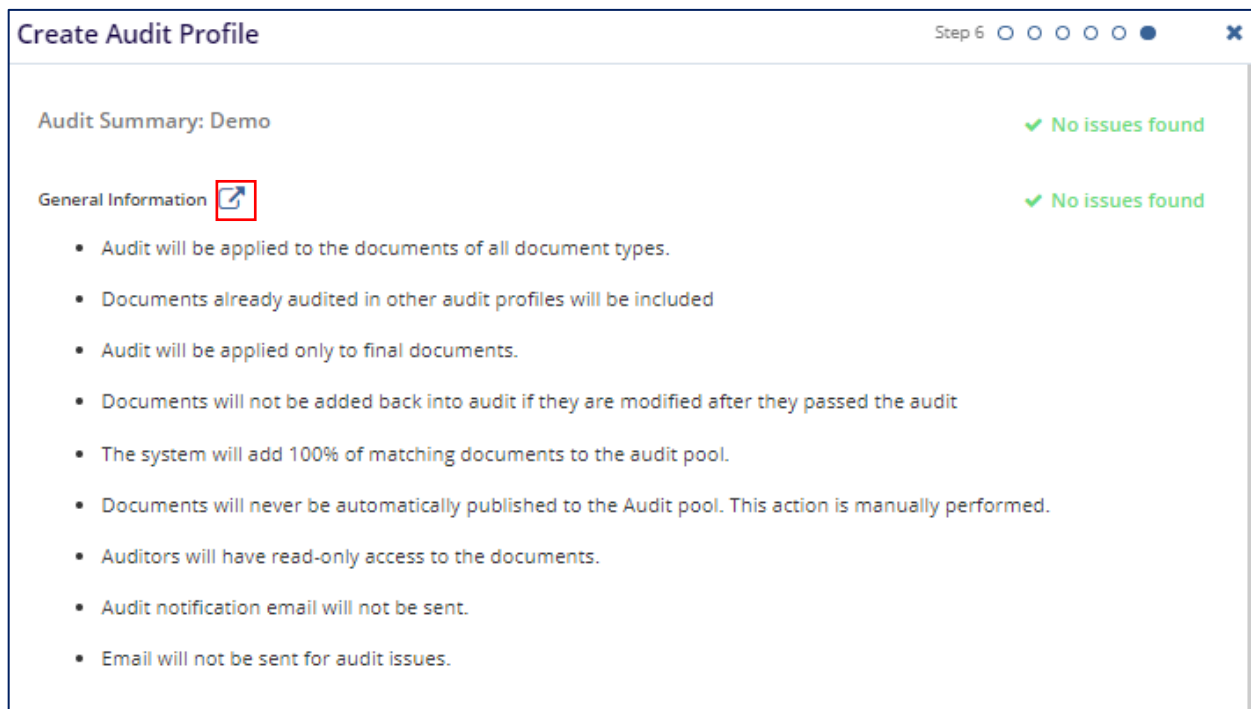 Create Audit Profile
Step 6
Audit Summary: Demo
No issues found
General Information
No issues found
Audit will be applied to the documents of all document types.
Documents already audited in other audit profiles will be included
Audit will be applied only to final documents.
Documents will not be added back into audit if they are modified after they passed the audit
The system will add 100% of matching documents to the audit pool.
Documents will never be automatically published to the Audit pool. This action is manually performed.
Auditors will have read-only access to the documents.
Audit notification email will not be sent.
Email will not be sent for audit issues.